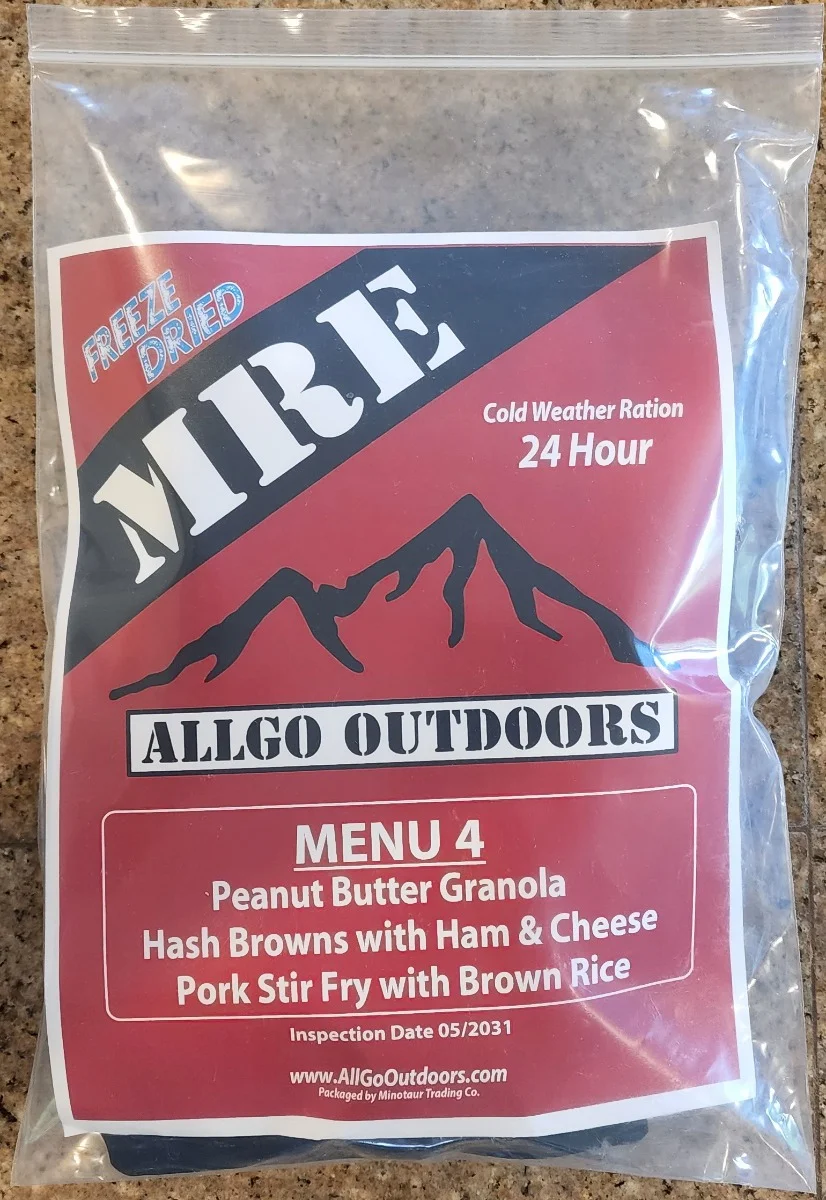 FREEZE
DRIED
MRE
Cold Weather Ration
24 Hour
ALLGO OUTDOORS
MENU 4
Peanut Butter Granola
Hash Browns with Ham & Cheese
Pork Stir Fry with Brown Rice
Inspection Date 05/2031
www.AllGoOutdoors.com
Packaged by Minotaur Trading Co.